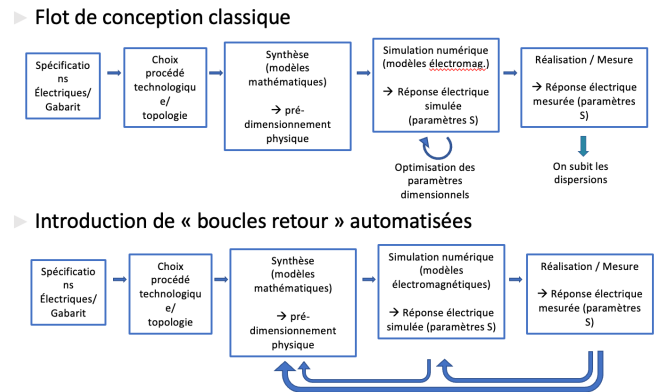 Flot de conception classique
Spécificatio
ns
Électriques/
Gabarit
Choix
procédé
technologiqu
e/
topologie
Synthèse
(modèles
mathématiques)
→ pré-
dimensionnement
physique
Simulation numérique
(modèles électromag.)
→ Réponse électrique
simulée
(paramètres S)
Réalisation / Mesure
→ Réponse électrique
mesurée (paramètres
S)
Optimisation des
paramètres
dimensionnels
On subit les
dispersions
Introduction de « boucles retour » automatisées
Spécificatio
ns
Électriques/
Gabarit
Choix
procédé
technologiqu
e/
topologie
Synthèse
(modèles
mathématiques)
→ pré-
dimensionnement
physique
Simulation numérique
(modèles
électromagnétiques)
→ Réponse électrique
simulée (paramètres S)
Réalisation / Mesure
→ Réponse électrique
mesurée (paramètres
S)